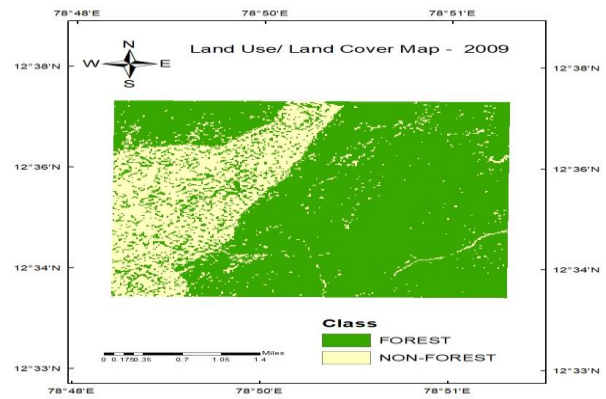 78°48'E 78°50'E 78°51'E
Land Use/ Land Cover Map - 2009
N
W E
S
12°38'N 12°38'N
12°36'N 12°36'N
12°34'N 12°34'N
12°33'N 12°33'N
Class
FOREST
NON-FOREST
Miles
0 0.175 0.35 0.7 1.05 1.4
78°48'E 78°50'E 78°51'E